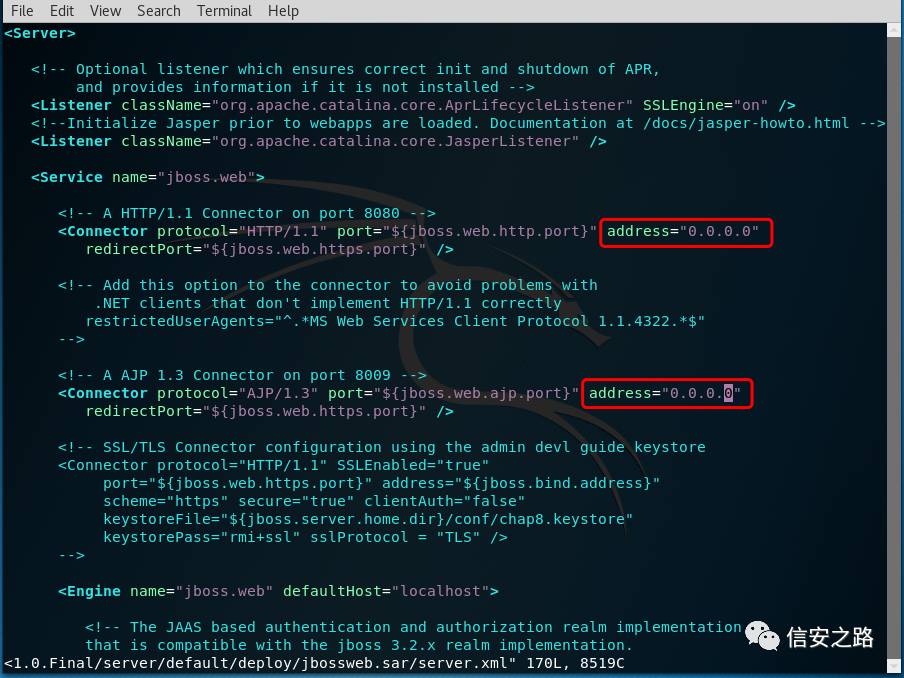 File Edit View Search Terminal Help
<Server>
<!-- Optional listener which ensures correct init and shutdown of APR,
and provides information if it is not installed -->
<Listener className="org.apache.catalina.core.AprLifecycleListener" SSLEngine="on" />
<!--Initialize Jasper prior to webapps are loaded. Documentation at /docs/jasper-howto.html -->
<Listener className="org.apache.catalina.core.JasperListener" />
<Service name="jboss.web">
<!-- A HTTP/1.1 Connector on port 8080 -->
<Connector protocol="HTTP/1.1" port="${jboss.web.http.port}" address="0.0.0.0"
redirectPort="${jboss.web.https.port}" />
<!-- Add this option to the connector to avoid problems with
.NET clients that don't implement HTTP/1.1 correctly
restrictedUserAgents="^.*MS Web Services Client Protocol 1.1.4322.*$"
-->
<!-- A AJP 1.3 Connector on port 8009 -->
<Connector protocol="AJP/1.3" port="${jboss.web.ajp.port}" address="0.0.0.0"
redirectPort="${jboss.web.https.port}" />
<!-- SSL/TLS Connector configuration using the admin devl guide keystore
<Connector protocol="HTTP/1.1" SSLEnabled="true"
port="${jboss.web.https.port}" address="${jboss.bind.address}"
scheme="https" secure="true" clientAuth="false"
keystoreFile="${jboss.server.home.dir}/conf/chap8.keystore"
keystorePass="rmi+ssl" sslProtocol = "TLS" />
-->
<Engine name="jboss.web" defaultHost="localhost">
<!-- The JAAS based authentication and authorization realm implementation
that is compatible with the jboss 3.2.x realm implementation.
信安之路
<1.0.Final/server/default/deploy/jbossweb.sar/server.xml" 170L, 8519C